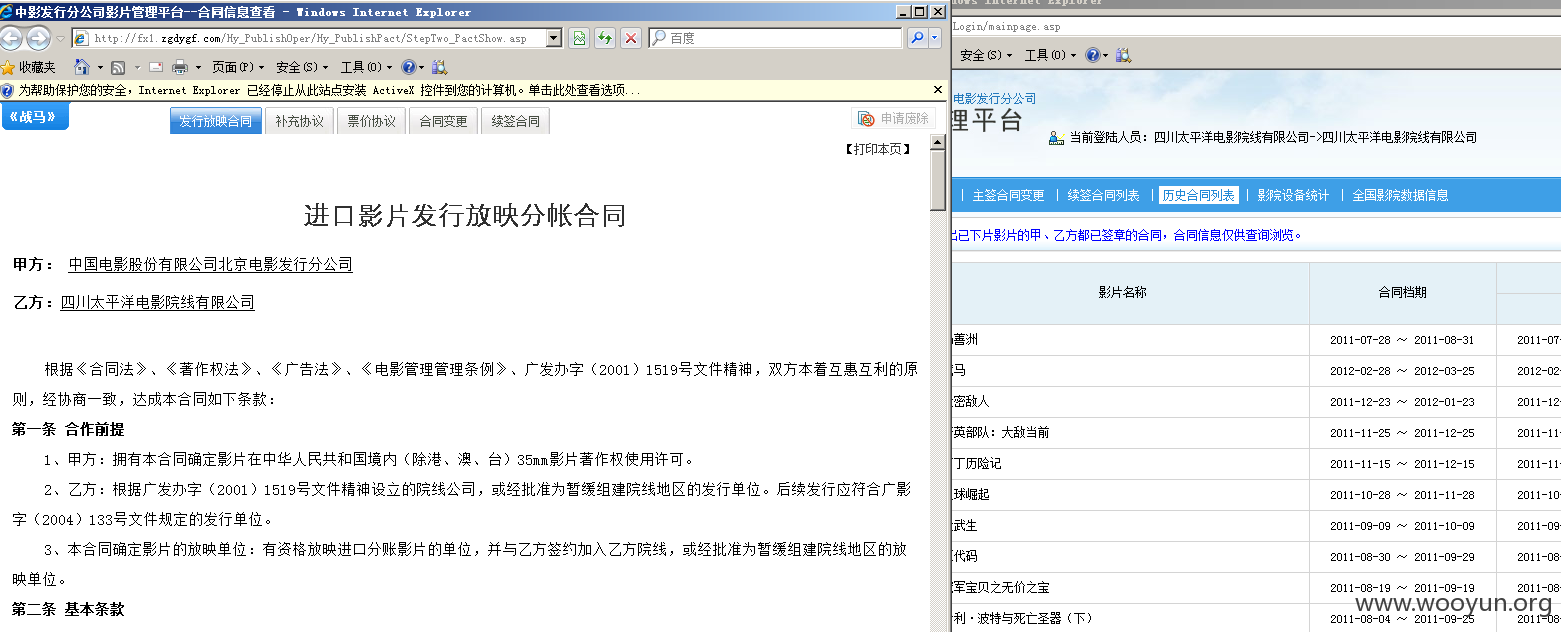 中影发行分公司影片管理平台--合同信息查看 - Windows Internet Explorer
http://fx1.zgdygf.com/My_PublishOper/My_PublishPact/StepTwo_PactShow.asp
百度
收藏夹
页面(P)
安全(S)
工具(O)
为帮助保护您的安全，Internet Explorer 已经停止从此站点安装 ActiveX 控件到您的计算机。单击此处查看选项...
《战马》
发行放映合同
补充协议
票价协议
合同变更
续签合同
申请废除
【打印本页】
进口影片发行放映分帐合同
甲方： 中国电影股份有限公司北京电影发行分公司
乙方：四川太平洋电影院线有限公司
根据《合同法》、《著作权法》、《广告法》、《电影管理管理条例》、广发办字（2001）1519号文件精神，双方本着互惠互利的原
则，经协商一致，达成本合同如下条款：
第一条 合作前提
1、甲方：拥有本合同确定影片在中华人民共和国境内（除港、澳、台）35mm影片著作权使用许可。
2、乙方：根据广发办字（2001）1519号文件精神设立的院线公司，或经批准为暂缓组建院线地区的发行单位。后续发行应符合广影
字（2004）133号文件规定的发行单位。
3、本合同确定影片的放映单位：有资格放映进口分账影片的单位，并与乙方签约加入乙方院线，或经批准为暂缓组建院线地区的放
映单位。
第二条 基本条款
ows Internet Explorer
Login/mainpage.asp
安全(S)
工具(O)
电影发行分公司
理平台
当前登陆人员：四川太平洋电影院线有限公司->四川太平洋电影院线有限公司
主签合同变更
续签合同列表
历史合同列表
影院设备统计
全国影院数据信息
出已下片影片的甲、乙方都已签章的合同，合同信息仅供查询浏览。
影片名称
合同档期
善洲 2011-07-28 ～ 2011-08-31 2011-07-
马 2012-02-28 ～ 2012-03-25 2012-02-
密敌人 2011-12-23 ～ 2012-01-23 2011-12-
英部队：大敌当前 2011-11-25 ～ 2011-12-25 2011-11-
丁历险记 2011-11-15 ～ 2011-12-15 2011-11-
球崛起 2011-10-28 ～ 2011-11-28 2011-10-
武生 2011-09-09 ～ 2011-10-09 2011-09-
代码 2011-08-30 ～ 2011-09-29 2011-08-
军宝贝之无价之宝 2011-08-19 ～ 2011-09-19 2011-08-
利·波特与死亡圣器（下） 2011-08-04 ～ 2011-09-25 2011-08-
www.wooyun.org